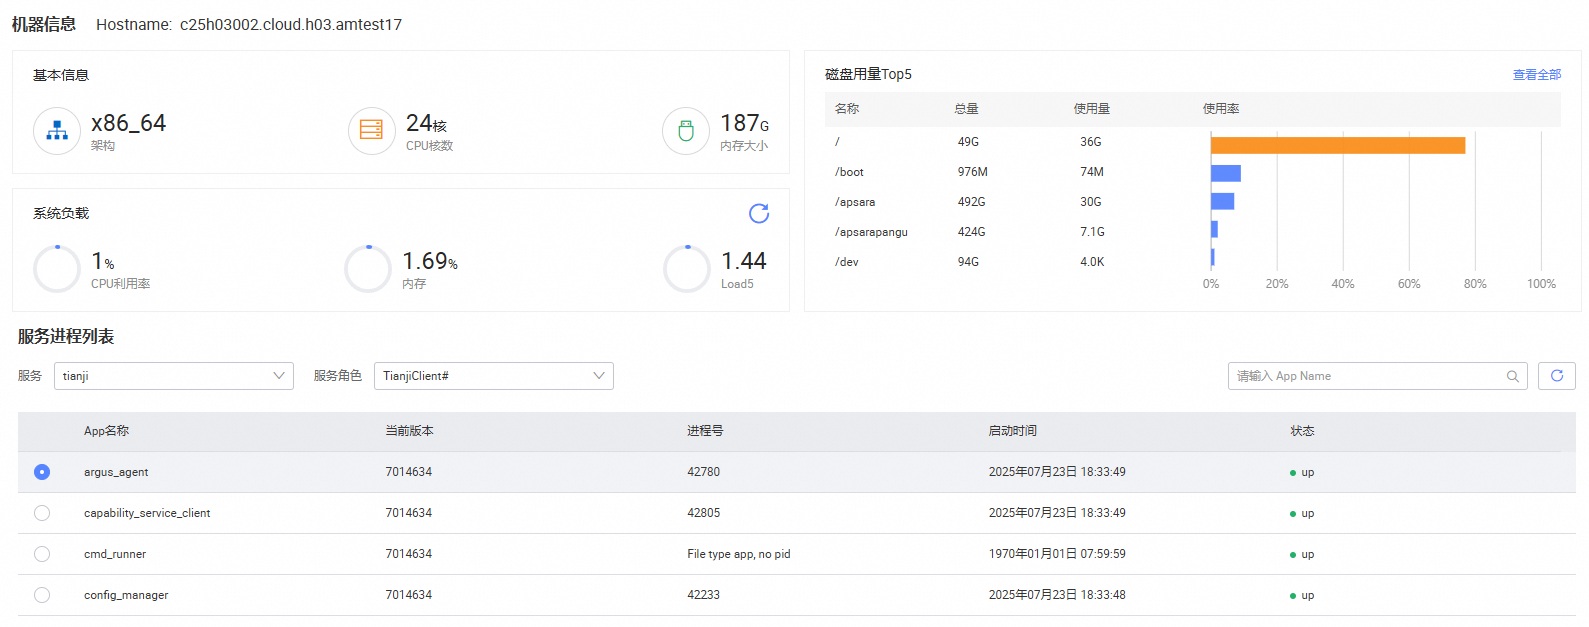 机器信息 Hostname: c25h03002.cloud.h03.amtest17
基本信息
x86_64
架构
24核
CPU核数
187G
内存大小
系统负载
1%
CPU利用率
1.69%
内存
1.44
Load5
磁盘用量Top5 查看全部
名称 总量 使用量 使用率
/ 49G 36G
/boot 976M 74M
/apsara 492G 30G
/apsarapangu 424G 7.1G
/dev 94G 4.0K
0% 20% 40% 60% 80% 100%
服务进程列表
服务 tianji 服务角色 TianjiClient# 请输入 App Name
App名称 当前版本 进程号 启动时间 状态
argus_agent 7014634 42780 2025年07月23日 18:33:49 up
capability_service_client 7014634 42805 2025年07月23日 18:33:49 up
cmd_runner 7014634 File type app, no pid 1970年01月01日 07:59:59 up
config_manager 7014634 42233 2025年07月23日 18:33:48 up